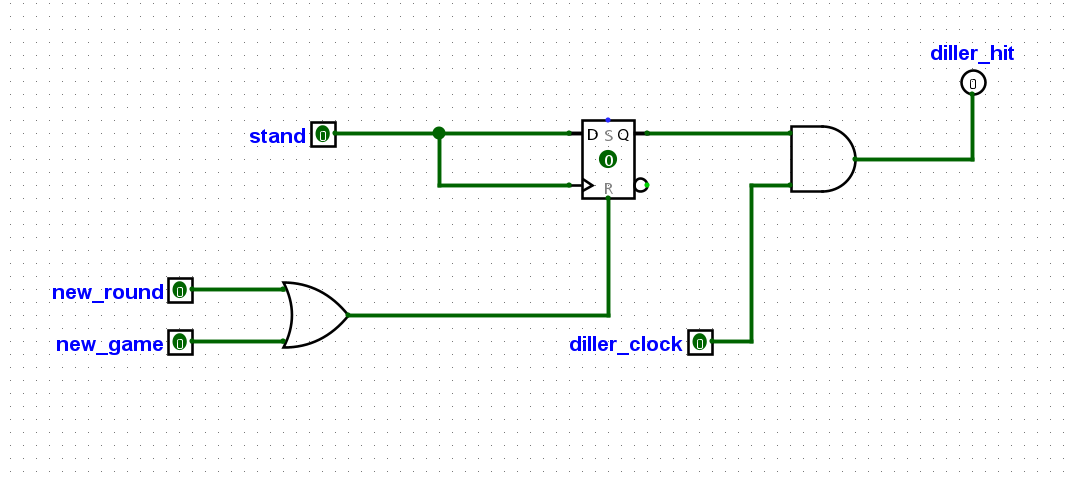 diller_hit
0
stand 0
D S Q
0
R
new_round 0
new_game 0
diller_clock 0